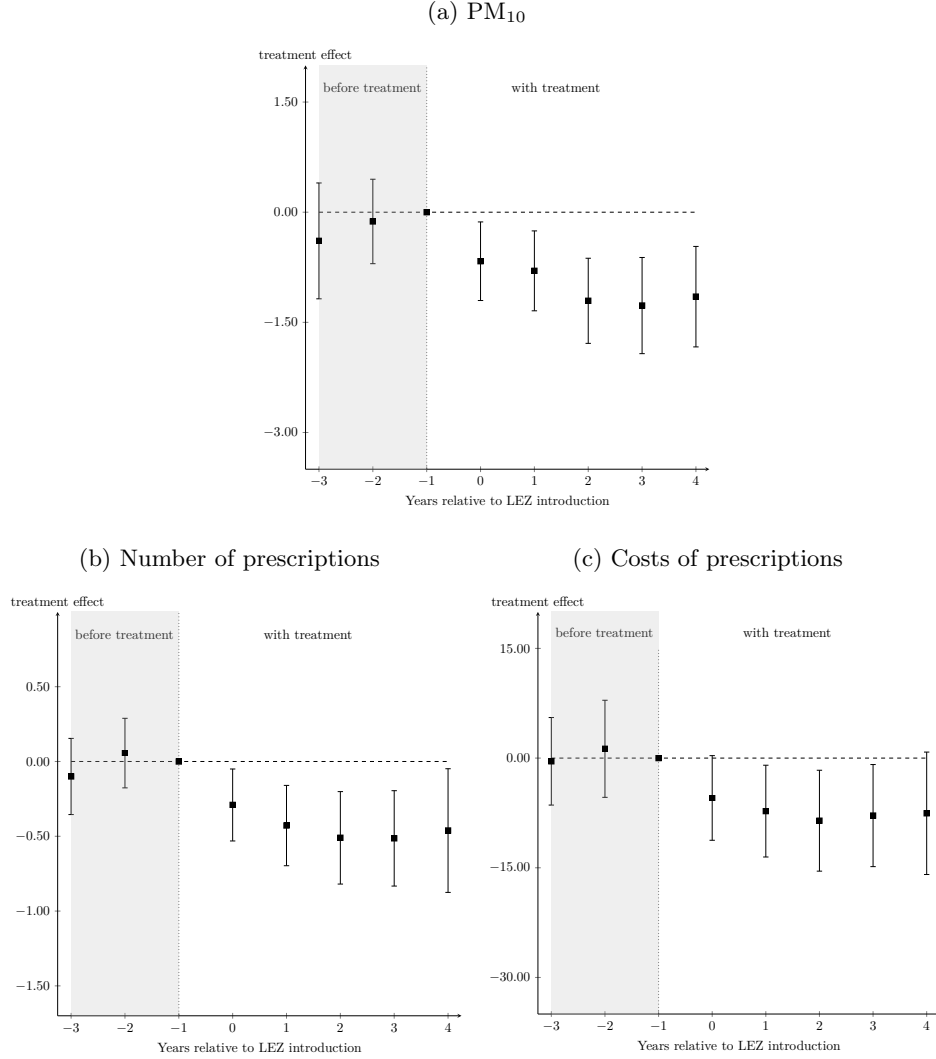 (a) PM₁₀
treatment effect
before treatment
with treatment
1.50
0.00
−1.50
−3.00
−3 −2 −1 0 1 2 3 4
Years relative to LEZ introduction
(b) Number of prescriptions
treatment effect
before treatment
with treatment
0.50
0.00
−0.50
−1.00
−1.50
−3 −2 −1 0 1 2 3 4
Years relative to LEZ introduction
(c) Costs of prescriptions
treatment effect
before treatment
with treatment
15.00
0.00
−15.00
−30.00
−3 −2 −1 0 1 2 3 4
Years relative to LEZ introduction